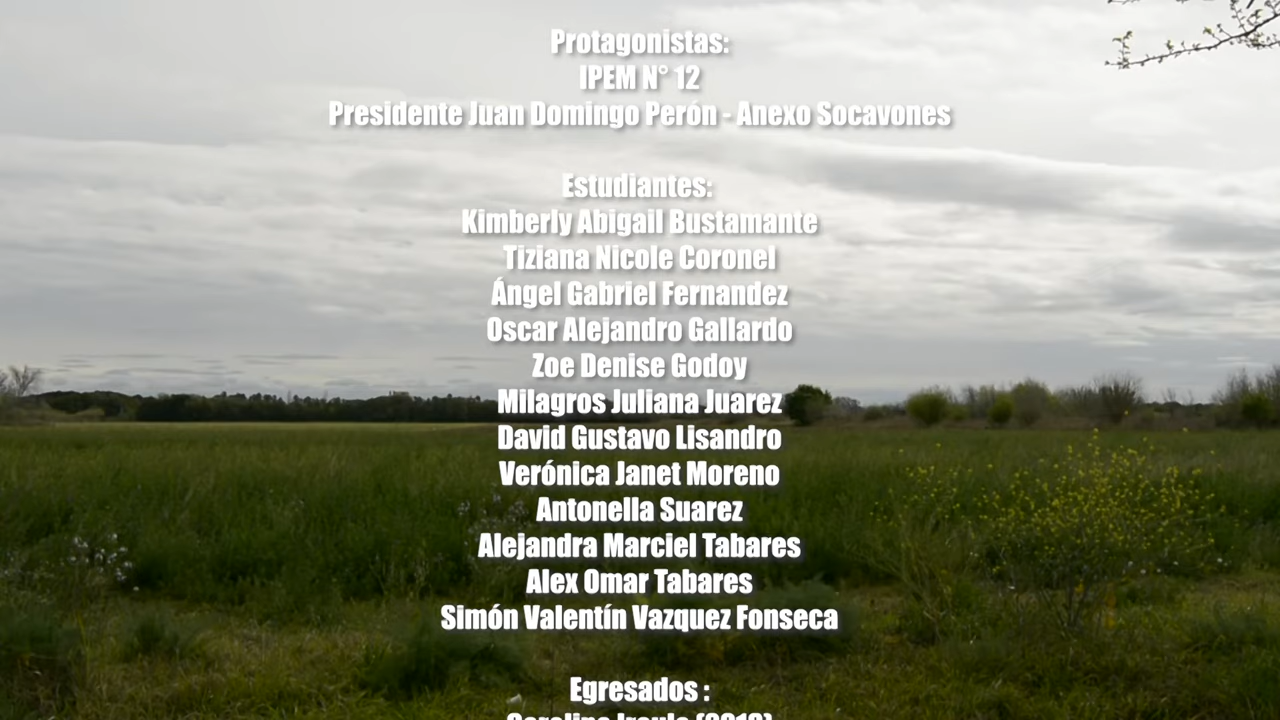 Protagonistas:
IPEM N° 12
Presidente Juan Domingo Perón - Anexo Socavones
Estudiantes:
Kimberly Abigail Bustamante
Tiziana Nicole Coronel
Ángel Gabriel Fernandez
Oscar Alejandro Gallardo
Zoe Denise Godoy
Milagros Juliana Juarez
David Gustavo Lisandro
Verónica Janet Moreno
Antonella Suarez
Alejandra Marciel Tabares
Alex Omar Tabares
Simón Valentín Vazquez Fonseca
Egresados :